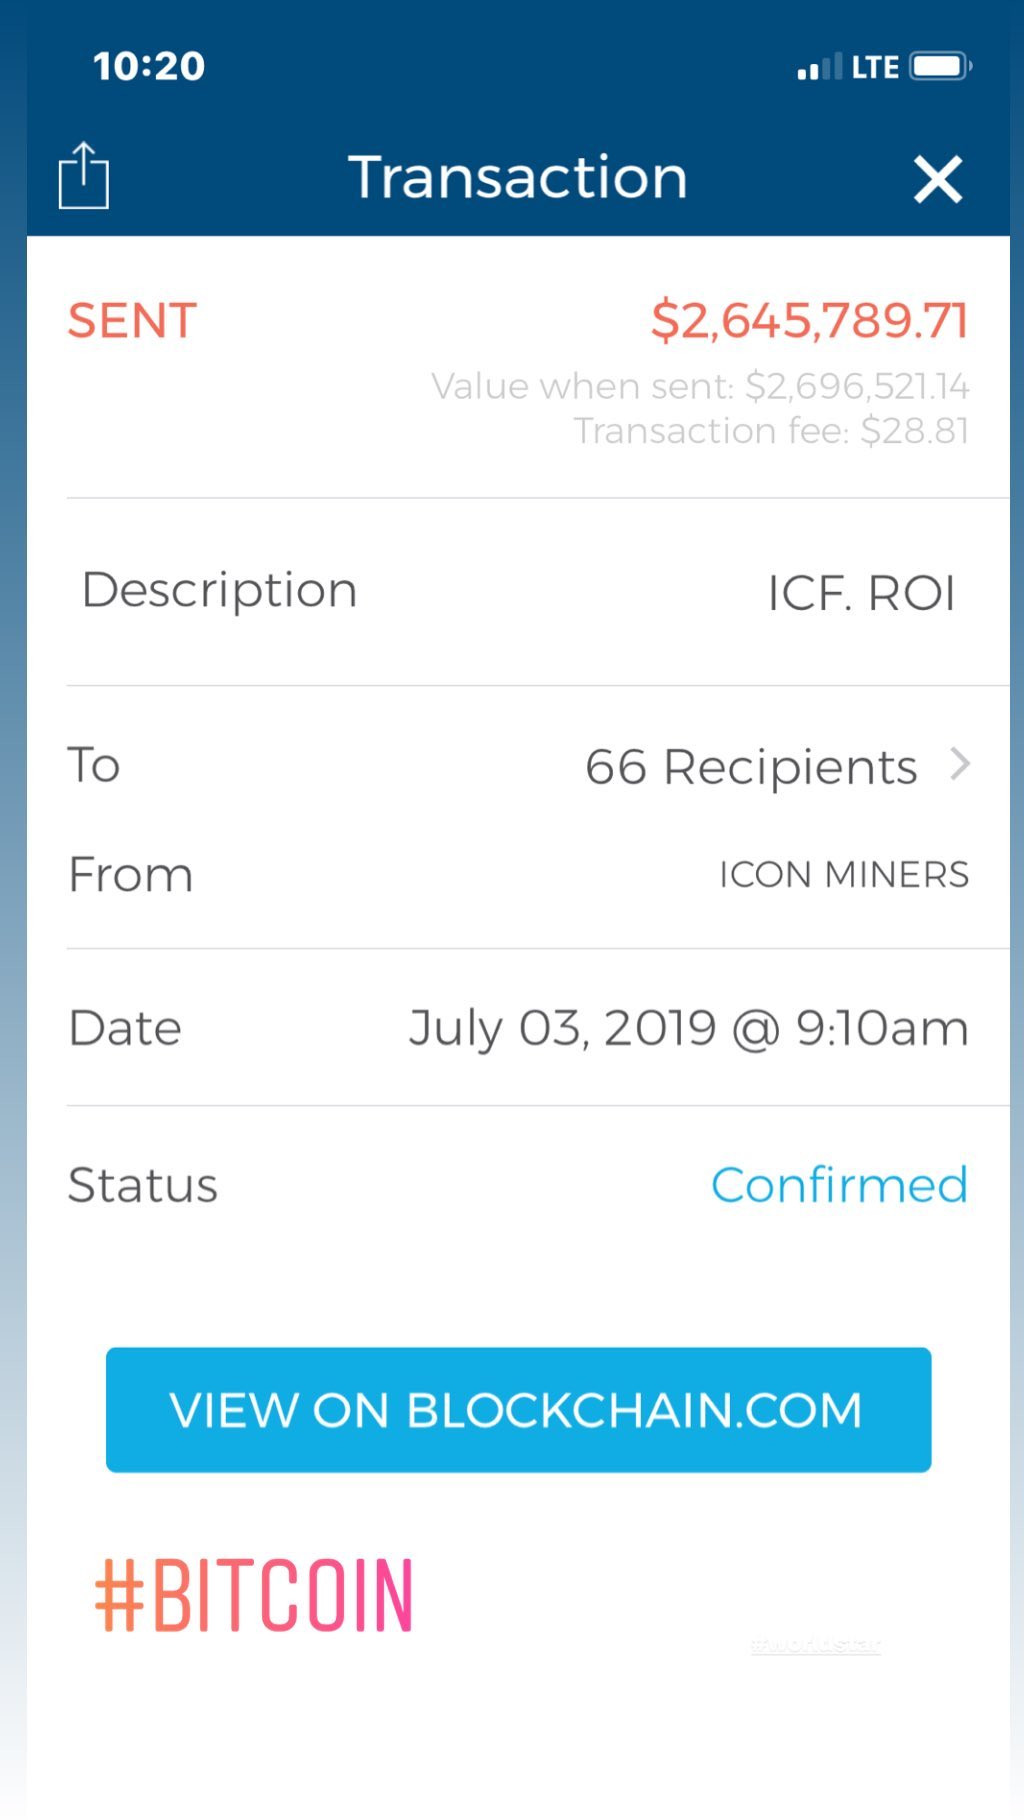 10:20 LTE
Transaction
SENT $2,645,789.71
Value when sent: $2,696,521.14
Transaction fee: $28.81
Description ICF. ROI
To 66 Recipients
From ICON MINERS
Date July 03, 2019 @ 9:10am
Status Confirmed
VIEW ON BLOCKCHAIN.COM
#BITCOIN
#worldstar